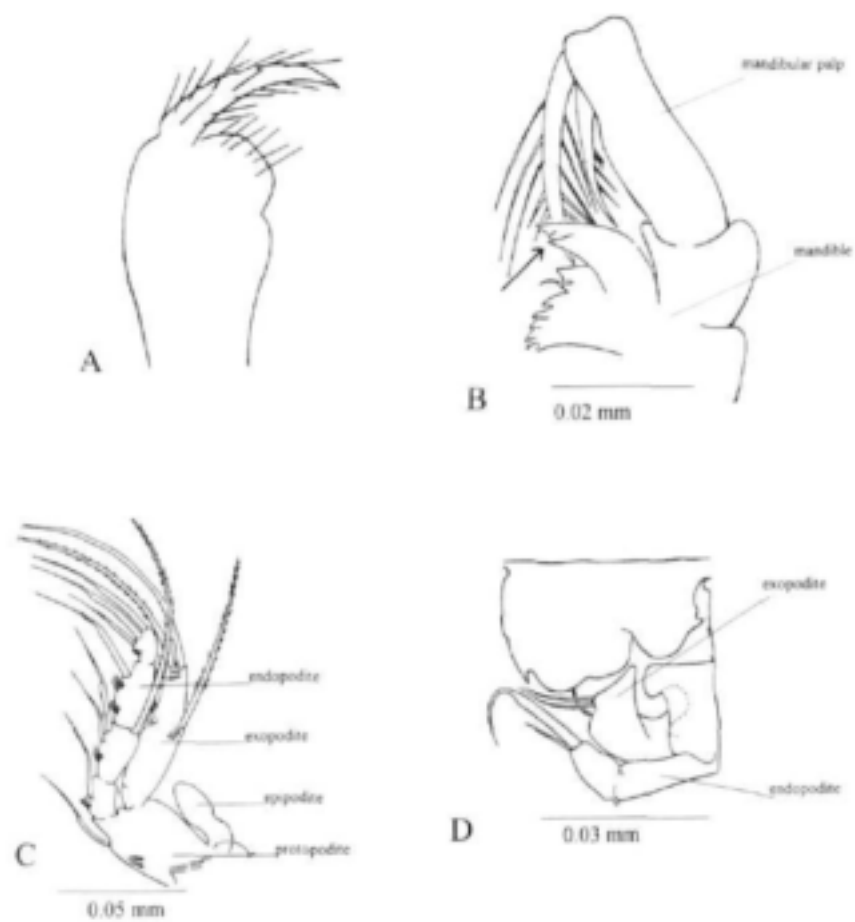 mandibular palp
mandible
A
B
0.02 mm
endopodite
exopodite
epipodite
protopodite
C
0.05 mm
exopodite
endopodite
D
0.03 mm